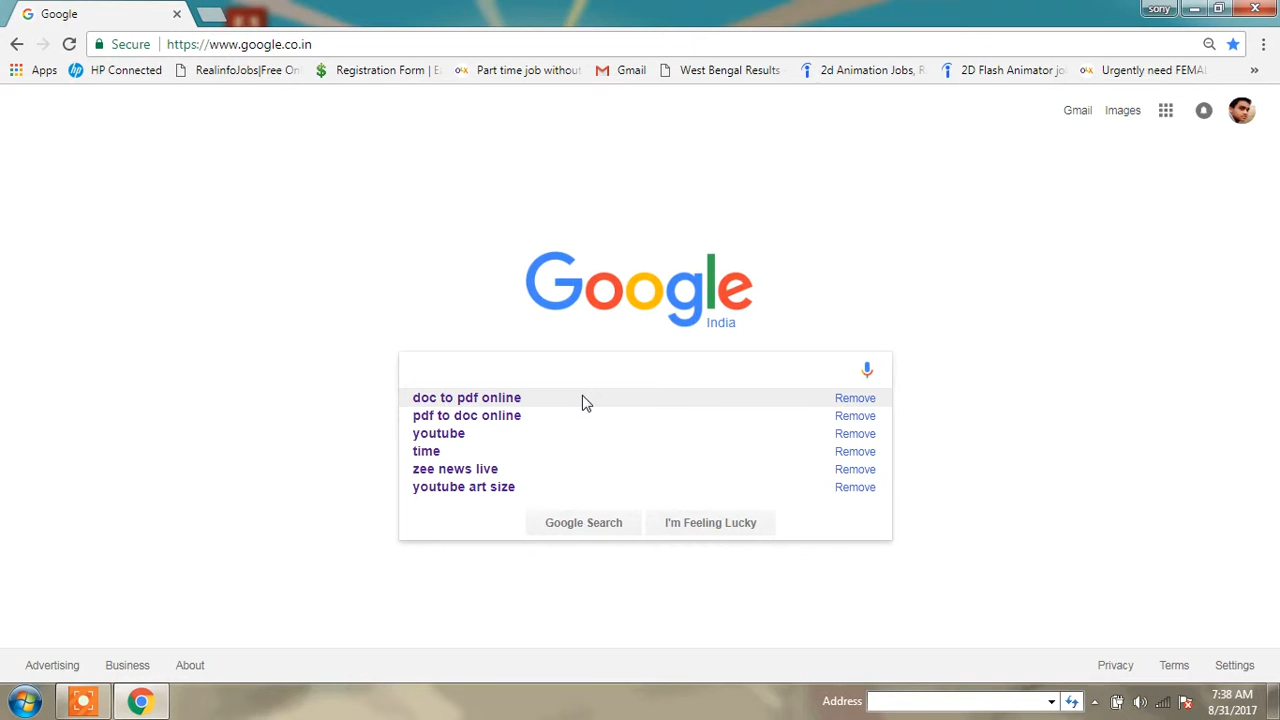 Google
sony
Secure
https://www.google.co.in
Apps
HP Connected
RealinfoJobs|Free On
Registration Form | E
Part time job without
Gmail
West Bengal Results
2d Animation Jobs, R
2D Flash Animator jo
Urgently need FEMAL
»
Gmail
Images
Google
India
doc to pdf online
Remove
pdf to doc online
Remove
youtube
Remove
time
Remove
zee news live
Remove
youtube art size
Remove
Google Search
I'm Feeling Lucky
Advertising
Business
About
Privacy
Terms
Settings
Address
7:38 AM
8/31/2017